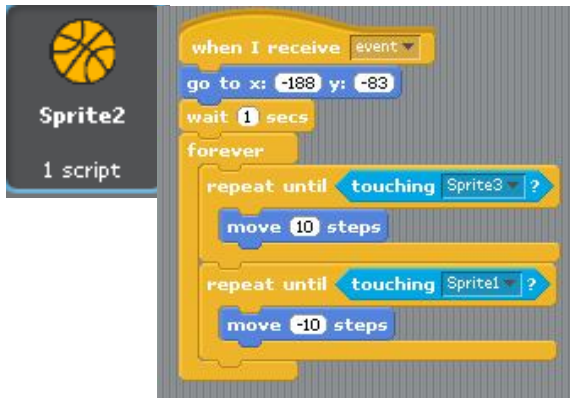 Sprite2
1 script
when I receive event
go to x: -188 y: -83
wait 1 secs
forever
repeat until touching Sprite3 ?
move 10 steps
repeat until touching Sprite1 ?
move -10 steps